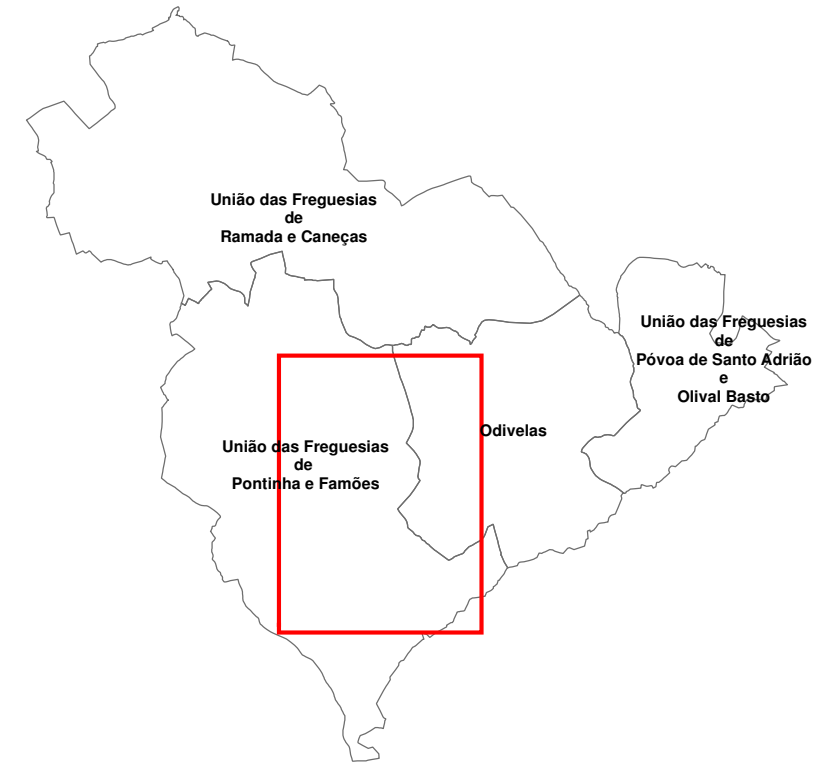 União das Freguesias
de
Ramada e Caneças
União das Freguesias
de
Póvoa de Santo Adrião
e
Olival Basto
Odivelas
União das Freguesias
de
Pontinha e Famões